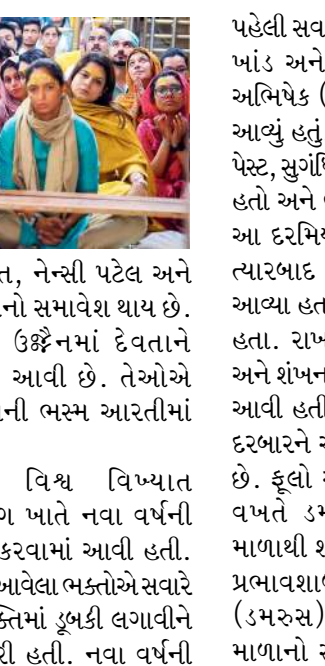 ત, નેન્સી પટેલ અને
નો સમાવેશ થાય છે.
ઉજ્જૈનમાં દેવતાને
આવી છે. તેઓએ
ની ભસ્મ આરતીમાં
વિશ્વ વિખ્યાત
ગ ખાતે નવા વર્ષની
કરવામાં આવી હતી.
આવેલા ભક્તોએ સવારે
ક્તિમાં ડૂબકી લગાવીને
રી હતી. નવા વર્ષની
પહેલી સવ
ખાંડ અને
અભિષેક (
આવ્યું હતું
પેસ્ટ, સુગંધિ
હતો અને
આ દરમિય
ત્યારબાદ
આવ્યા હત
હતા. રાખ
અને શંખન
આવી હતી
દરબારને
છે. ફૂલો
વખતે ડમ
માળાથી શ
પ્રભાવશાળ
(ડમરુસ)
માળાનો સ